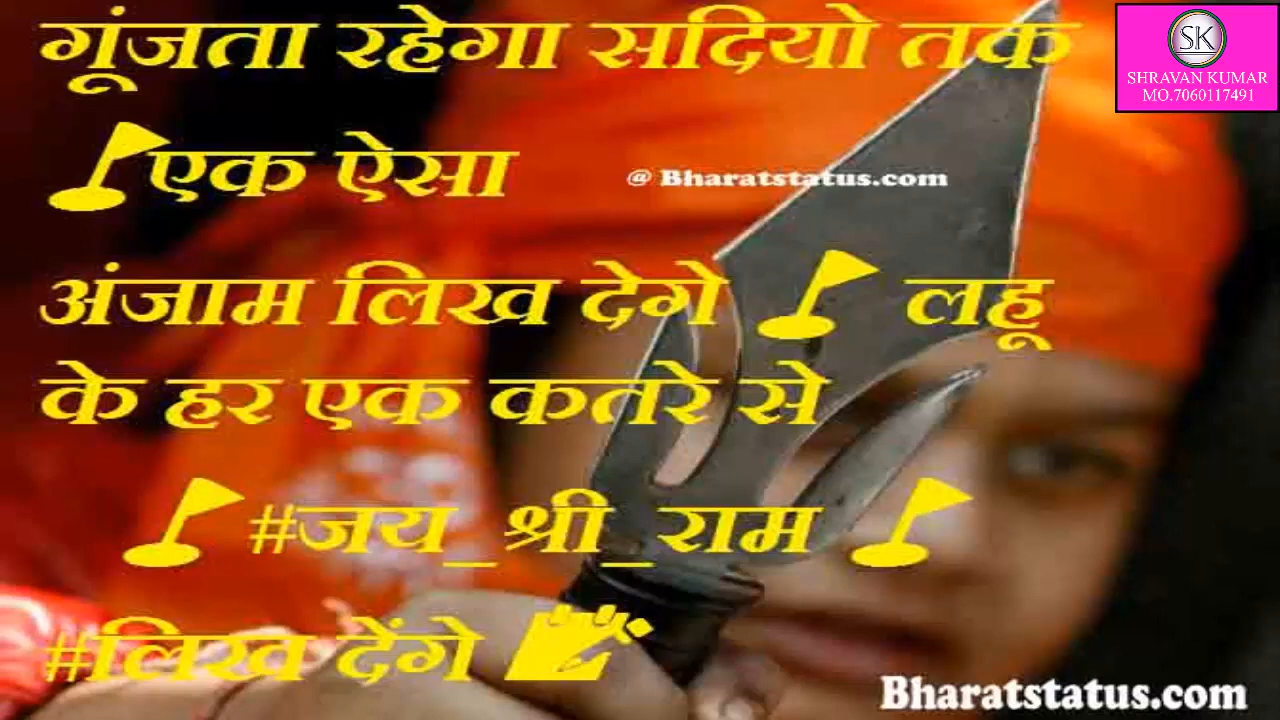 गूंजता रहेगा सदियो तक
SK
SHRAVAN KUMAR
MO.7060117491
एक ऐसा
@ Bharatstatus.com
अंजाम लिख देगे लहू
के हर एक कतरे से
#जय_श्री_राम
#लिख देंगे
Bharatstatus.com